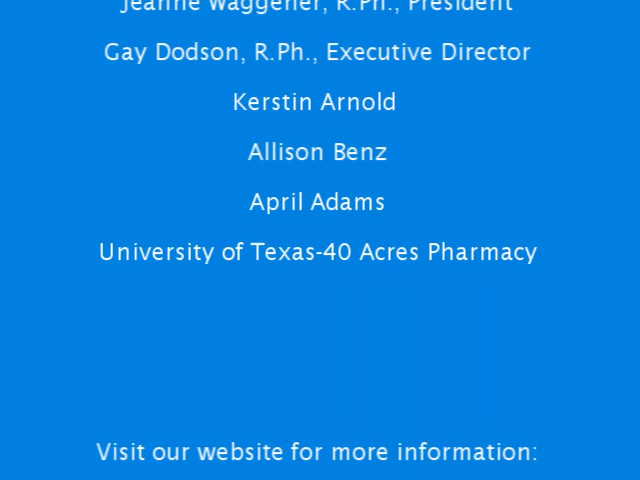 Jeanne Waggener, R.Ph., President
Gay Dodson, R.Ph., Executive Director
Kerstin Arnold
Allison Benz
April Adams
University of Texas-40 Acres Pharmacy
Visit our website for more information: